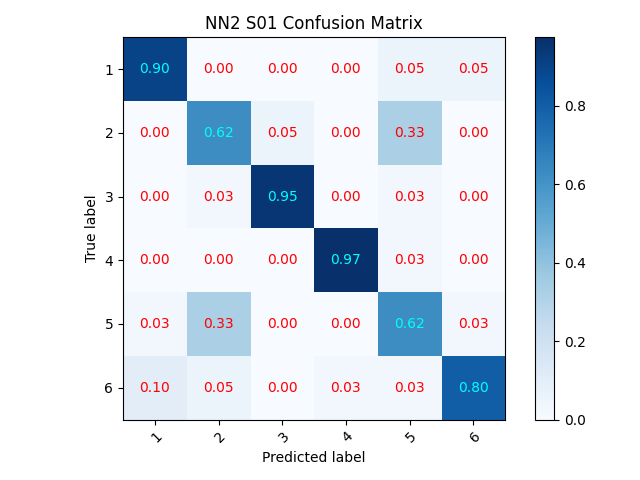 NN2 S01 Confusion Matrix
1 0.90 0.00 0.00 0.00 0.05 0.05
2 0.00 0.62 0.05 0.00 0.33 0.00
3 0.00 0.03 0.95 0.00 0.03 0.00
4 0.00 0.00 0.00 0.97 0.03 0.00
5 0.03 0.33 0.00 0.00 0.62 0.03
6 0.10 0.05 0.00 0.03 0.03 0.80
1 2 3 4 5 6
True label
Predicted label
0.8
0.6
0.4
0.2
0.0